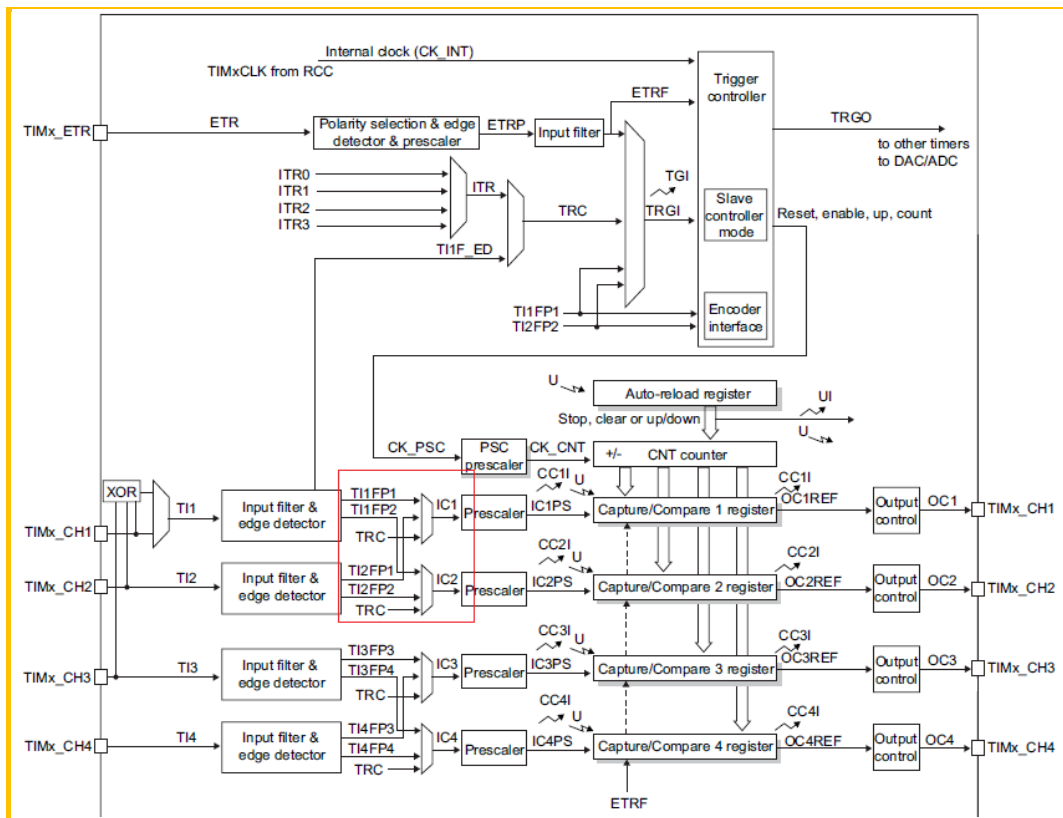 Internal clock (CK_INT)
TIMxCLK from RCC
Trigger
controller
ETRF
TIMx_ETR
ETR
Polarity selection & edge
detector & prescaler
ETRP
Input filter
TRGO
to other timers
to DAC/ADC
ITR0
ITR1
ITR2
ITR3
ITR
TRC
TGI
TRGI
Slave
controller
mode
Reset, enable, up, count
TI1F_ED
TI1FP1
TI2FP2
Encoder
interface
U
Auto-reload register
UI
Stop, clear or up/down
U
CK_PSC
PSC
prescaler
CK_CNT
+/-
CNT counter
XOR
TI1
Input filter &
edge detector
TI1FP1
TI1FP2
TRC
IC1
Prescaler
CC1I
U
IC1PS
Capture/Compare 1 register
CC1I
OC1REF
Output
control
OC1
TIMx_CH1
TIMx_CH1
TIMx_CH2
TI2
Input filter &
edge detector
TI2FP1
TI2FP2
TRC
IC2
Prescaler
CC2I
U
IC2PS
Capture/Compare 2 register
CC2I
OC2REF
Output
control
OC2
TIMx_CH2
TIMx_CH3
TI3
Input filter &
edge detector
TI3FP3
TI3FP4
TRC
IC3
Prescaler
CC3I
U
IC3PS
Capture/Compare 3 register
CC3I
OC3REF
Output
control
OC3
TIMx_CH3
TIMx_CH4
TI4
Input filter &
edge detector
TI4FP3
TI4FP4
TRC
IC4
Prescaler
CC4I
U
IC4PS
Capture/Compare 4 register
CC4I
OC4REF
Output
control
OC4
TIMx_CH4
ETRF